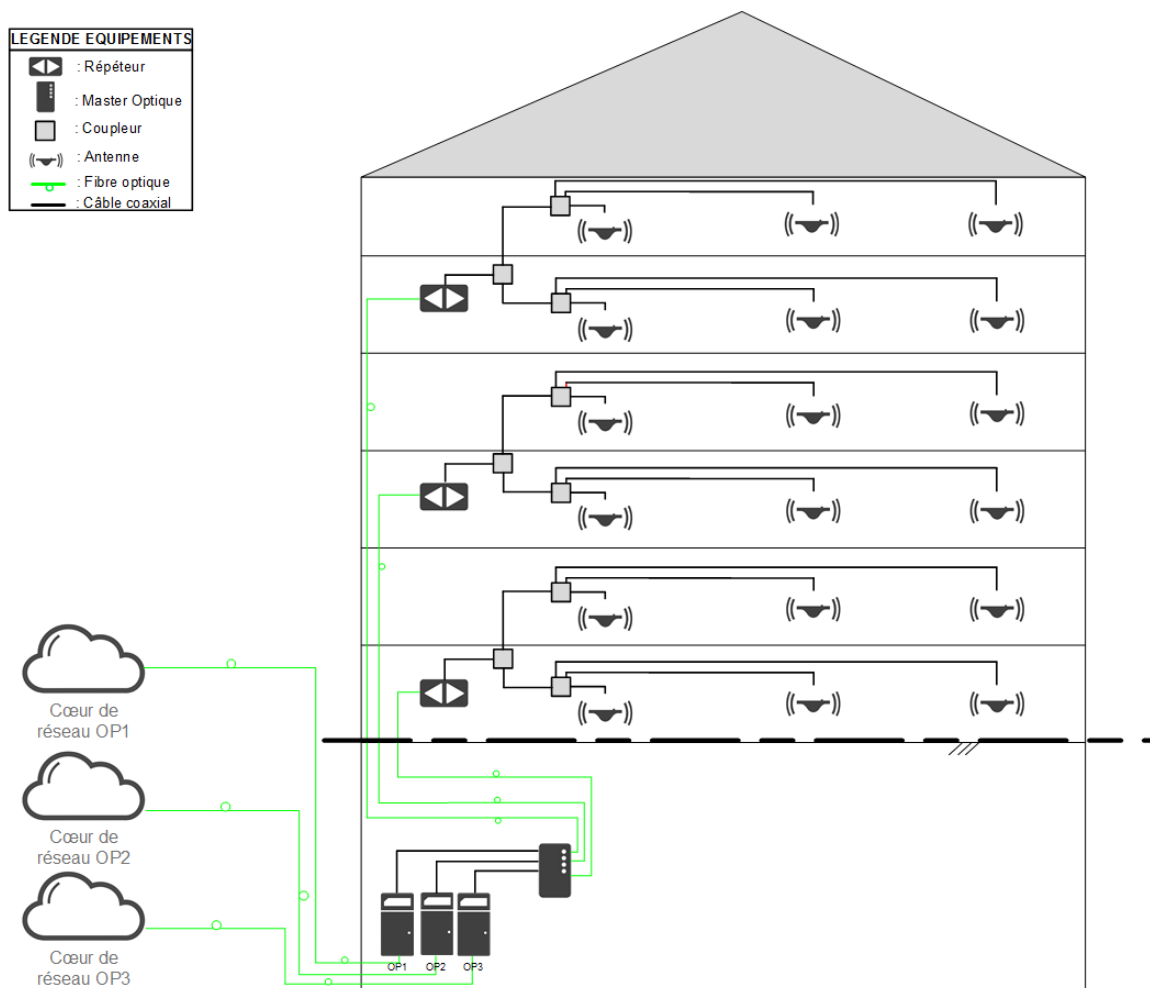 LEGENDE EQUIPEMENTS
: Répéteur
: Master Optique
: Coupleur
: Antenne
: Fibre optique
: Câble coaxial
Cœur de
réseau OP1
Cœur de
réseau OP2
Cœur de
réseau OP3
OP1
OP2
OP3